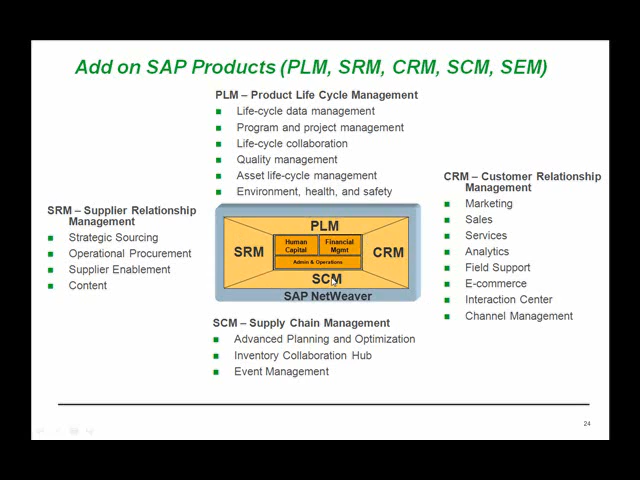 Add on SAP Products (PLM, SRM, CRM, SCM, SEM)
PLM – Product Life Cycle Management
Life-cycle data management
Program and project management
Life-cycle collaboration
Quality management
Asset life-cycle management
Environment, health, and safety
SRM – Supplier Relationship
Management
Strategic Sourcing
Operational Procurement
Supplier Enablement
Content
PLM
SRM
Human
Capital
Financial
Mgmt
Admin & Operations
CRM
SCM
SAP NetWeaver
CRM – Customer Relationship
Management
Marketing
Sales
Services
Analytics
Field Support
E-commerce
Interaction Center
Channel Management
SCM – Supply Chain Management
Advanced Planning and Optimization
Inventory Collaboration Hub
Event Management
24